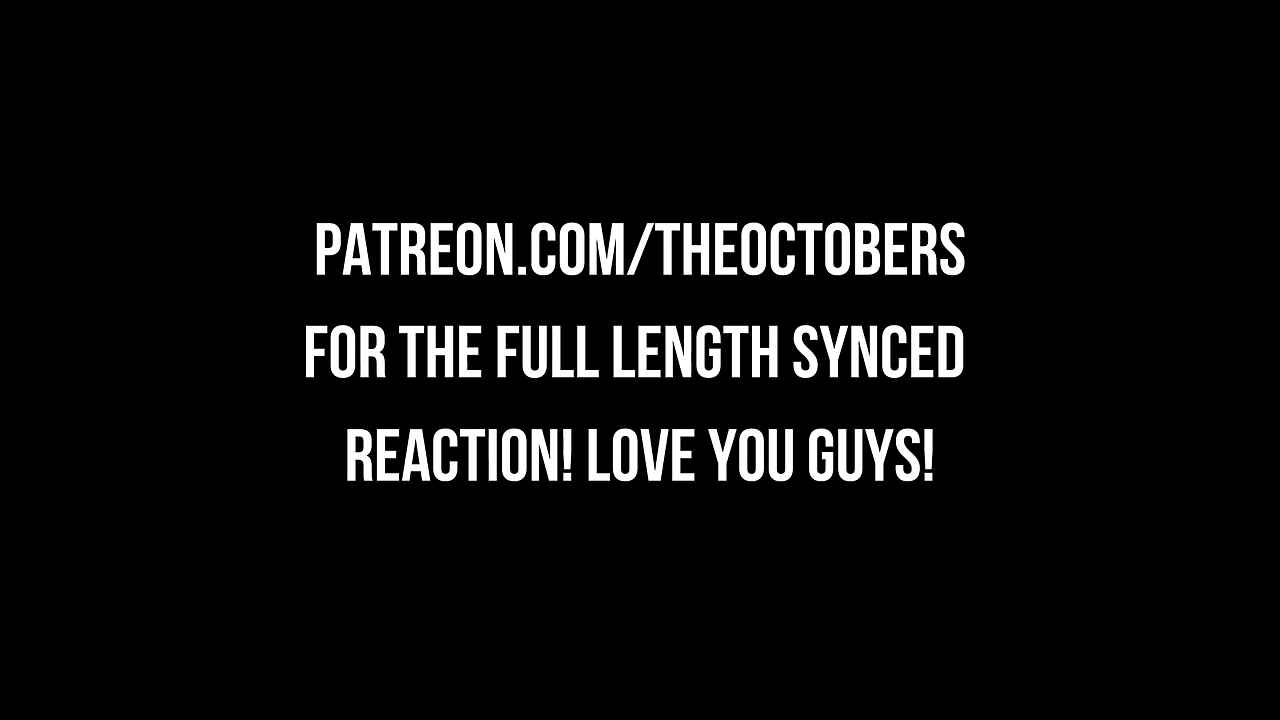 PATREON.COM/THEOCTOBERS
FOR THE FULL LENGTH SYNCED
REACTION! LOVE YOU GUYS!